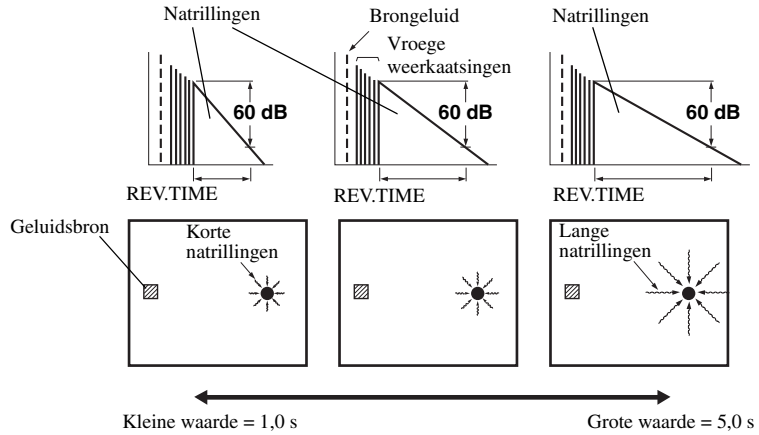 Natrillingen
Brongeluid
Natrillingen
Vroege
weerkaatsingen
60 dB
60 dB
60 dB
REV.TIME
REV.TIME
REV.TIME
Geluidsbron
Korte
natrillingen
Lange
natrillingen
Kleine waarde = 1,0 s
Grote waarde = 5,0 s